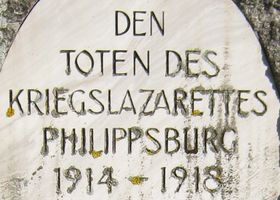 DEN
TOTEN DES
KRIEGSLAZARETTES
PHILIPPSBURG
1914 - 1918